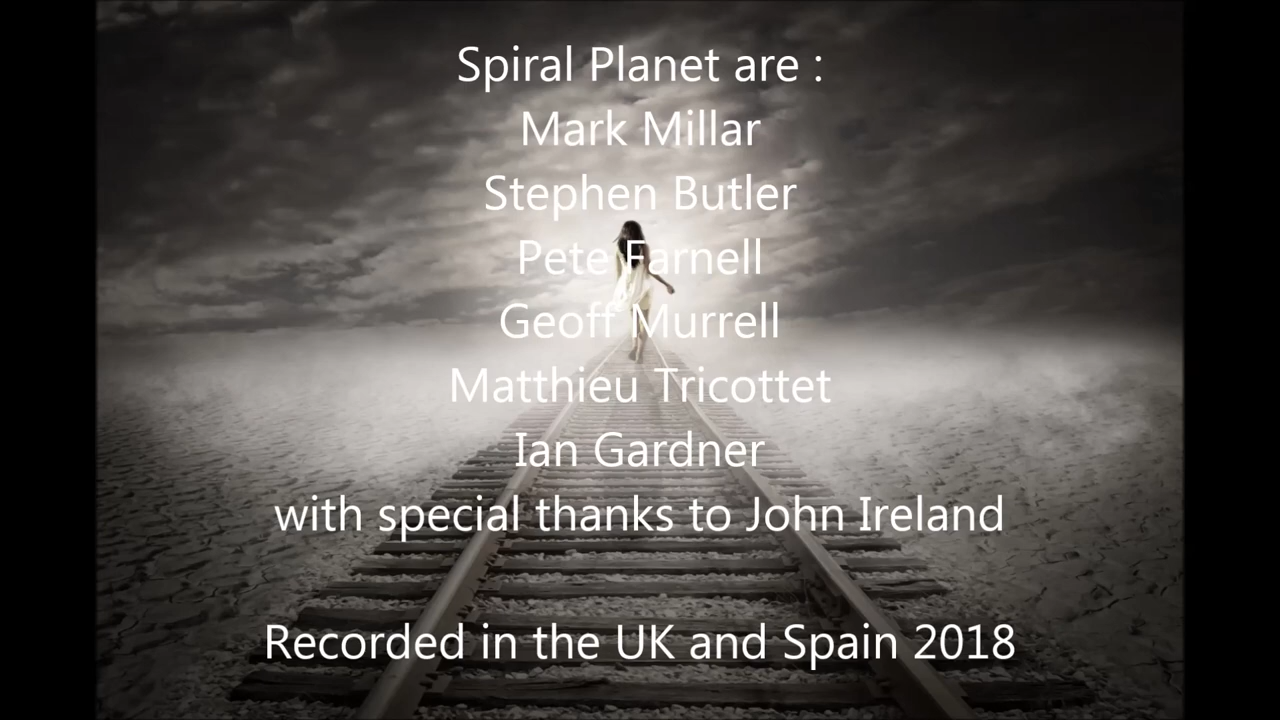 Spiral Planet are :
Mark Millar
Stephen Butler
Pete Farnell
Geoff Murrell
Matthieu Tricottet
Ian Gardner
with special thanks to John Ireland
Recorded in the UK and Spain 2018